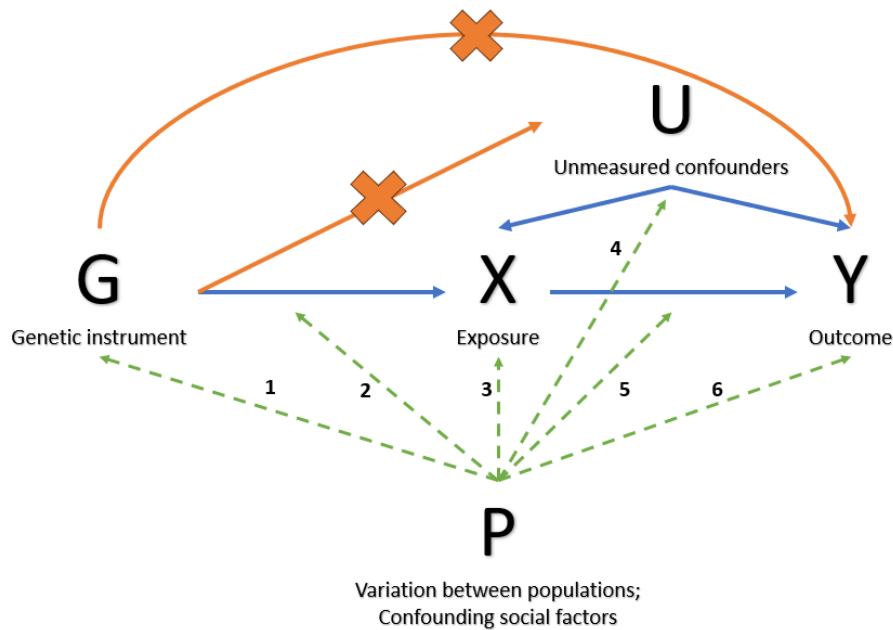 U
Unmeasured confounders
4
G
X
Y
Genetic instrument
Exposure
Outcome
1
2
3
5
6
P
Variation between populations;
Confounding social factors